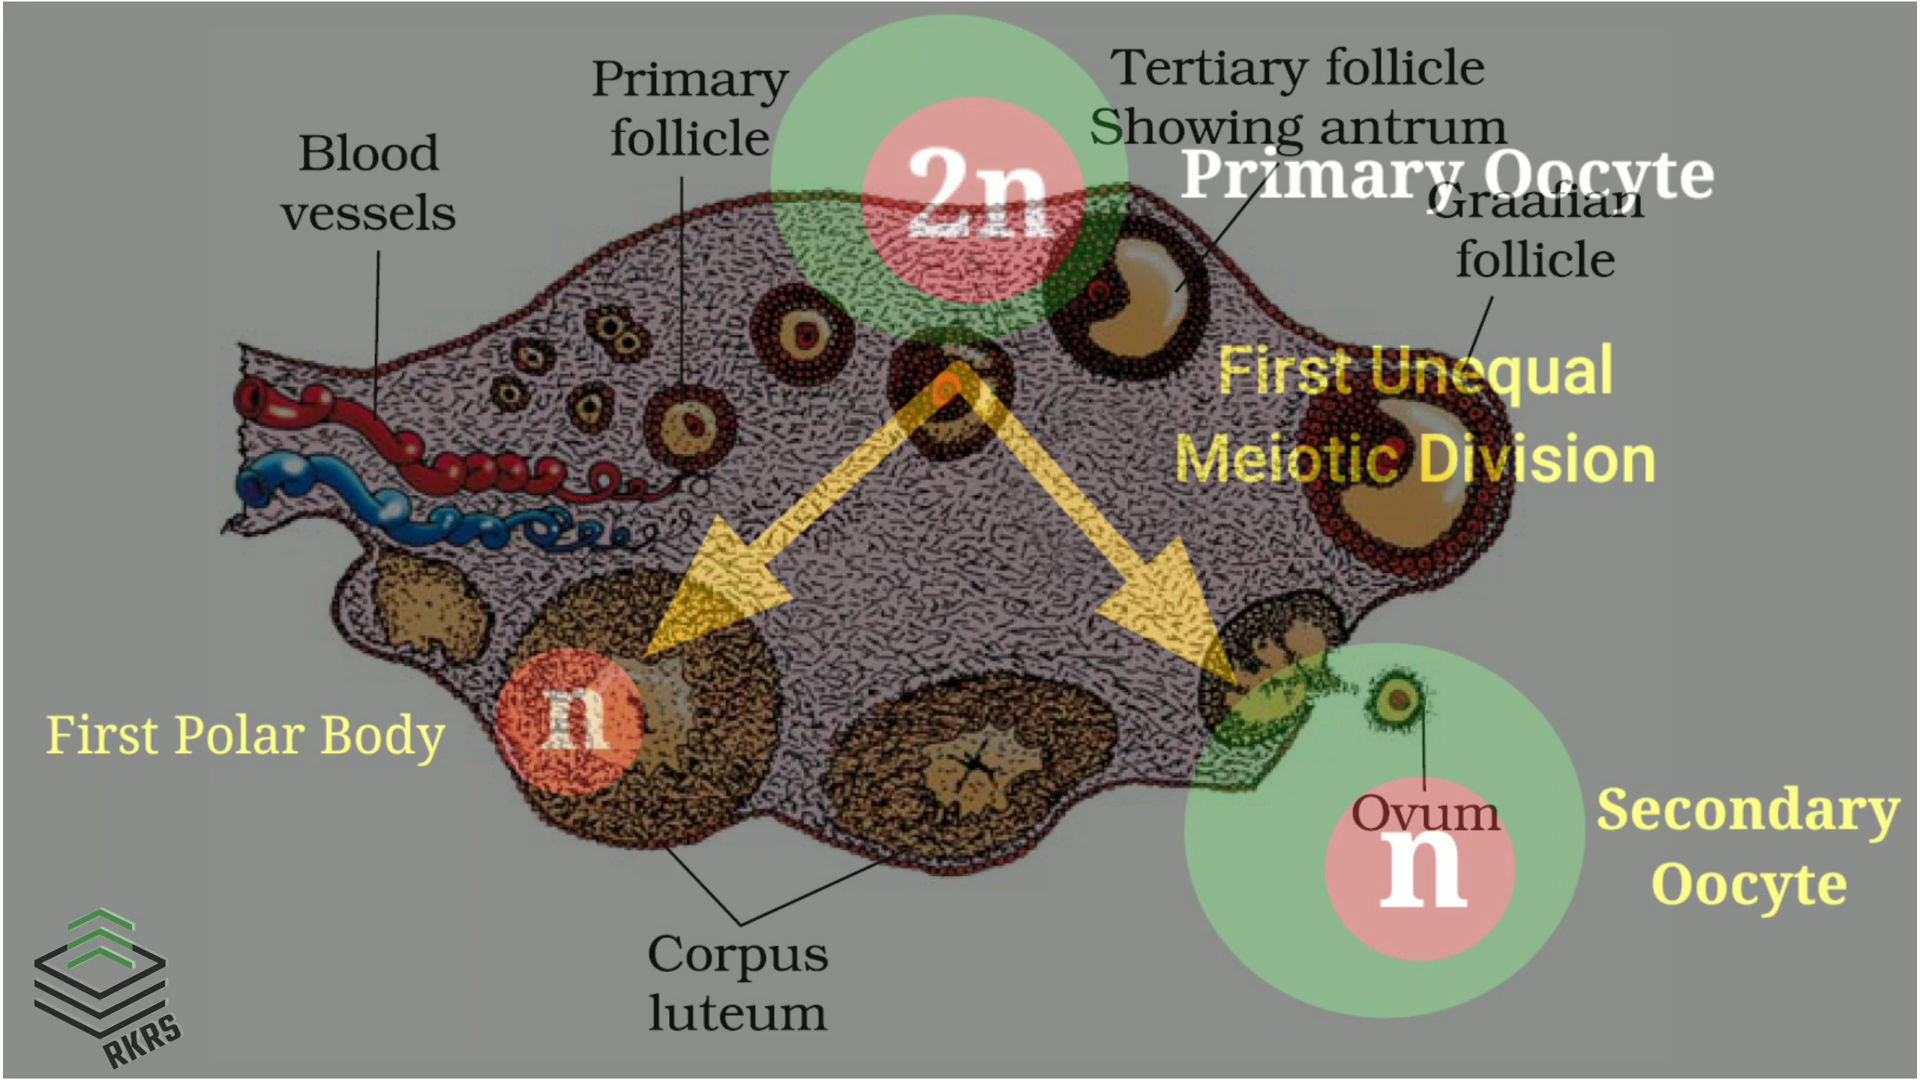 Primary
follicle
Tertiary follicle
Showing antrum
Blood
vessels
2n
Primary Oocyte
Graafian
follicle
First Unequal
Meiotic Division
n
First Polar Body
Ovum
n
Secondary
Oocyte
Corpus
luteum
RKRS